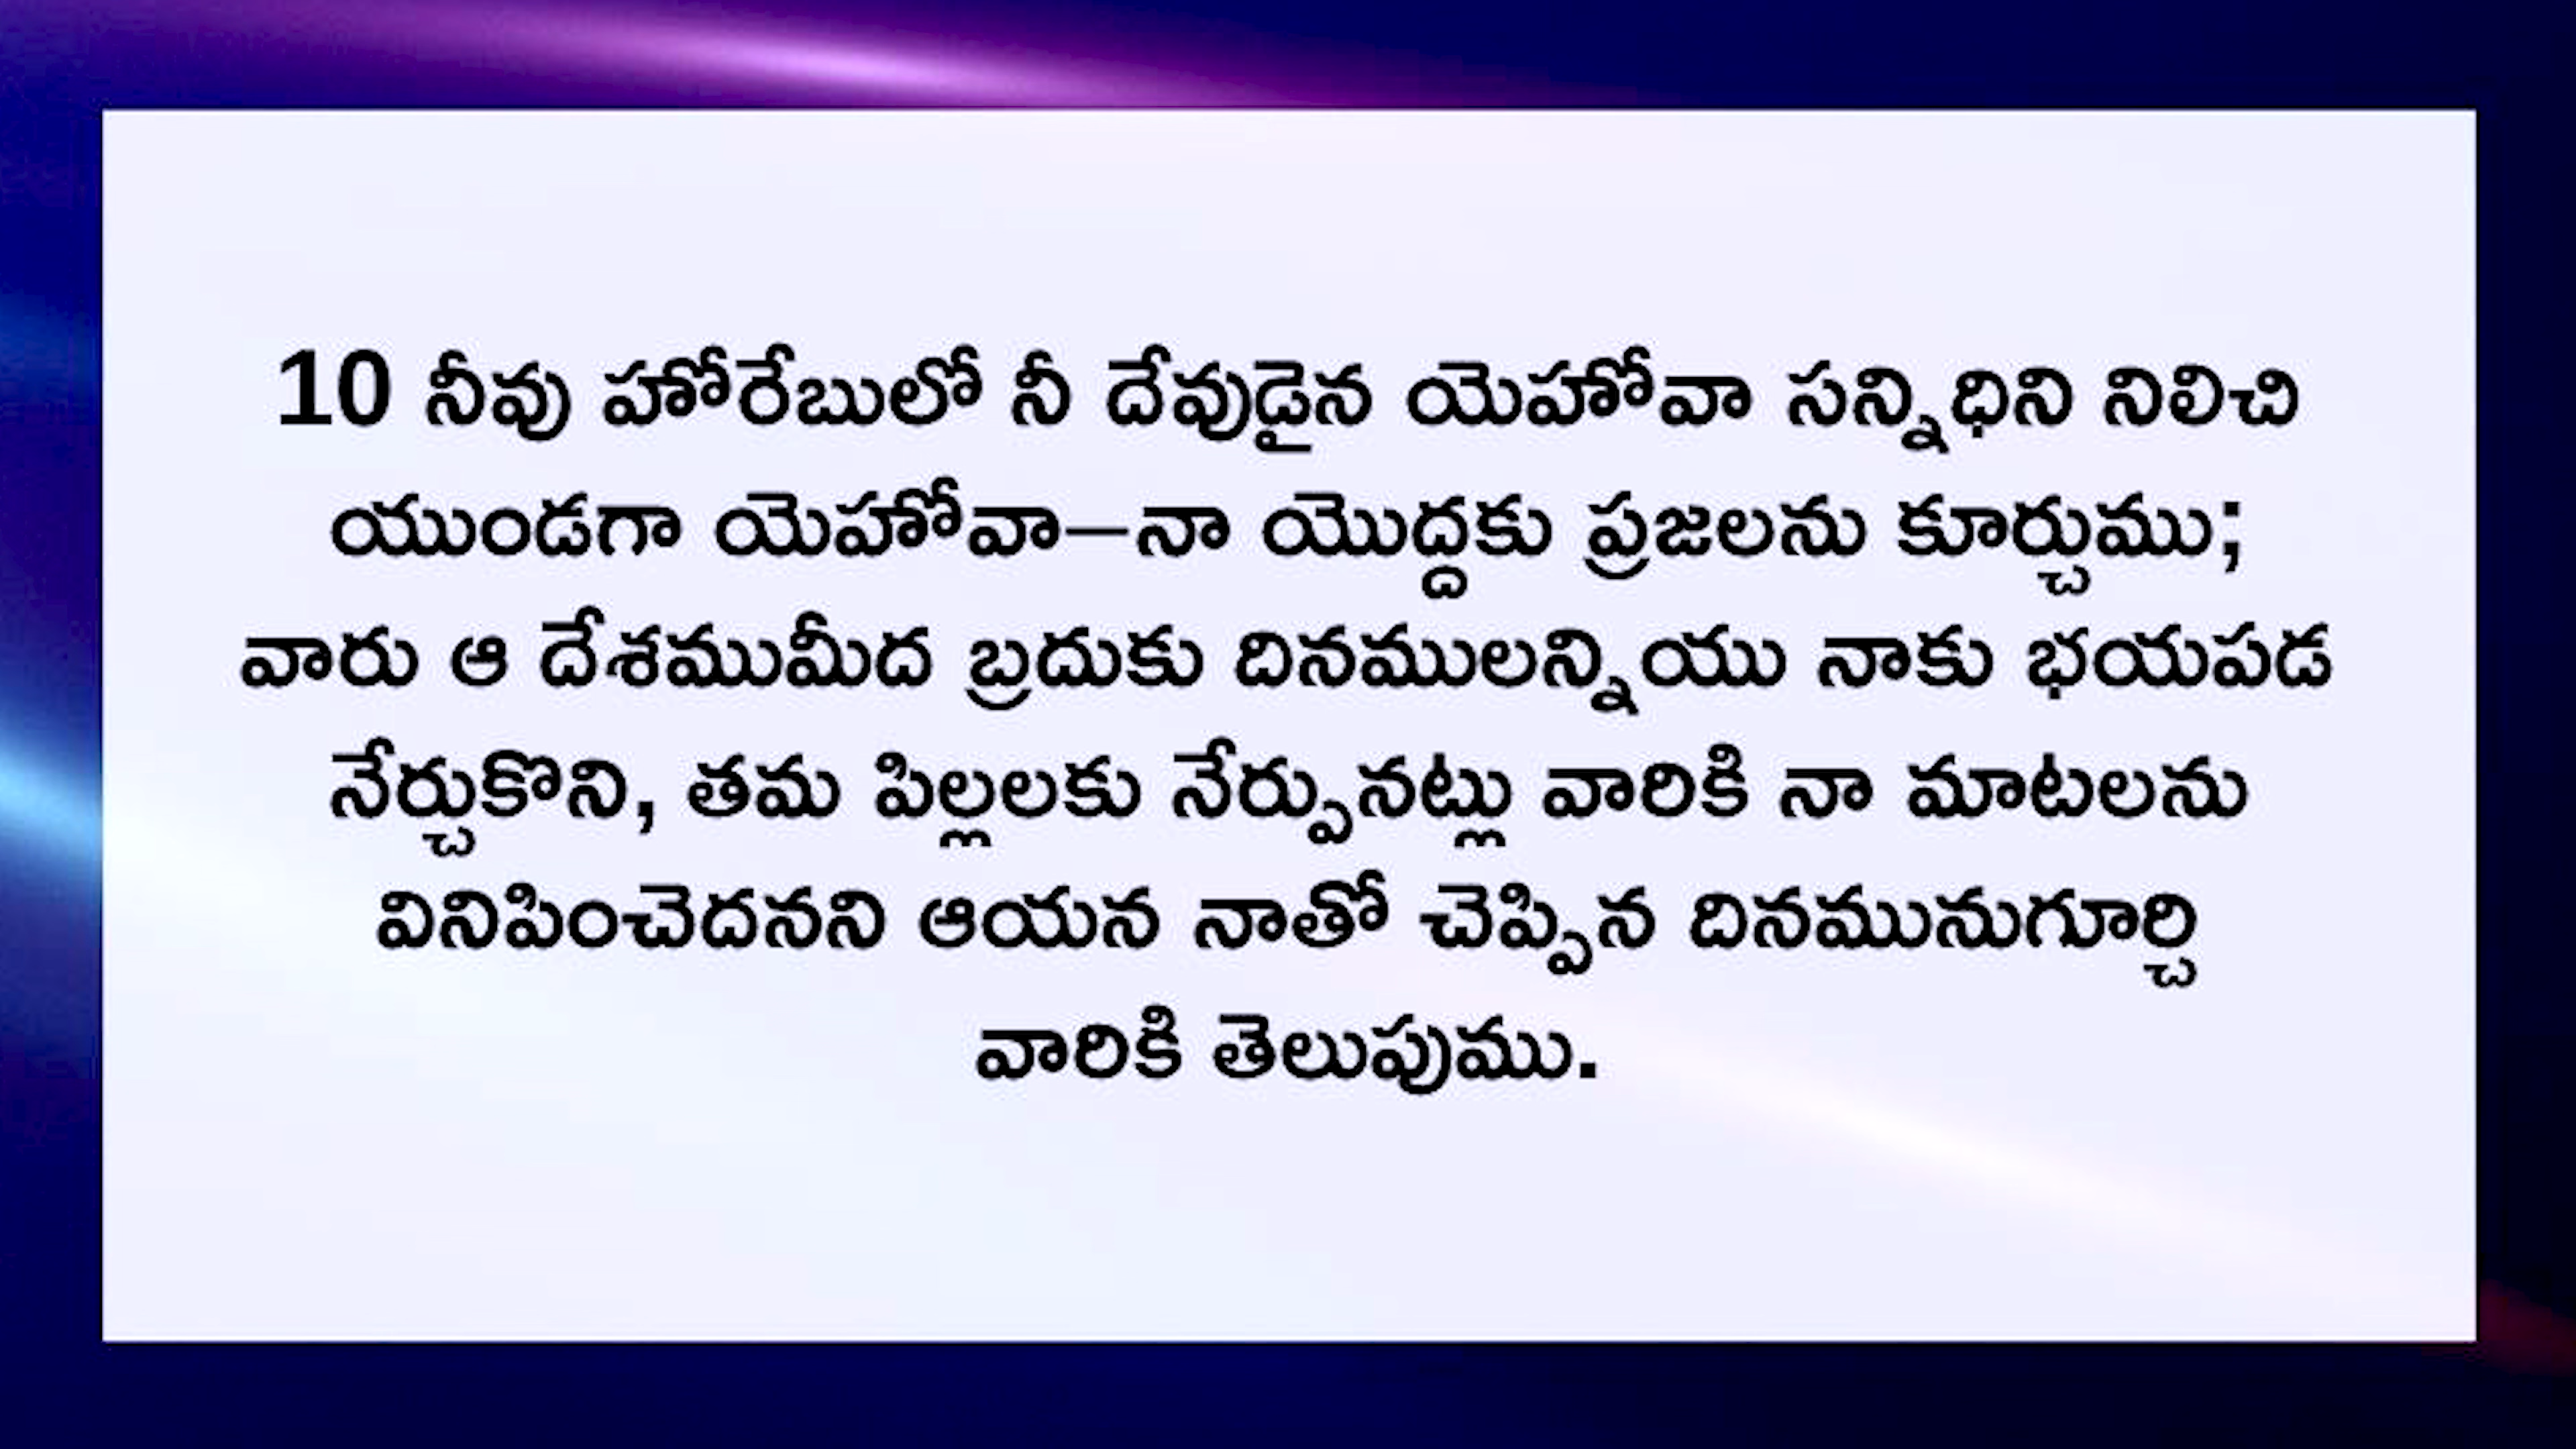 10 నీవు హోరేబులో నీ దేవుడైన యెహోవా సన్నిధిని నిలిచి
యుండగా యెహోవా–నా యొద్దకు ప్రజలను కూర్చుము;
వారు ఆ దేశముమీద బ్రదుకు దినములన్నియు నాకు భయపడ
నేర్చుకొని, తమ పిల్లలకు నేర్పునట్లు వారికి నా మాటలను
వినిపించెదనని ఆయన నాతో చెప్పిన దినమునుగూర్చి
వారికి తెలుపుము.